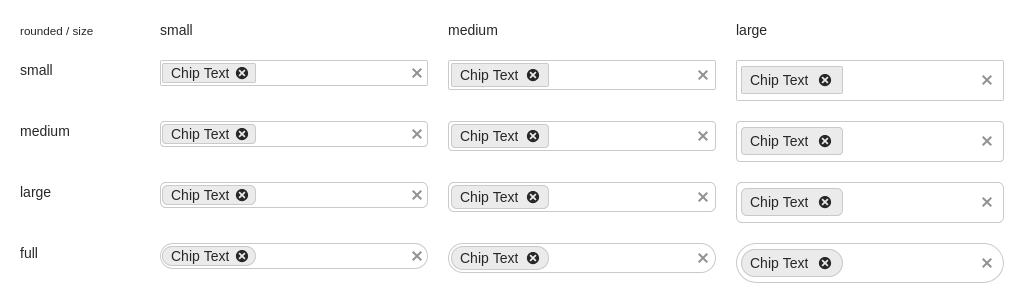 rounded / size small medium large
small Chip Text Chip Text Chip Text
medium Chip Text Chip Text Chip Text
large Chip Text Chip Text Chip Text
full Chip Text Chip Text Chip Text